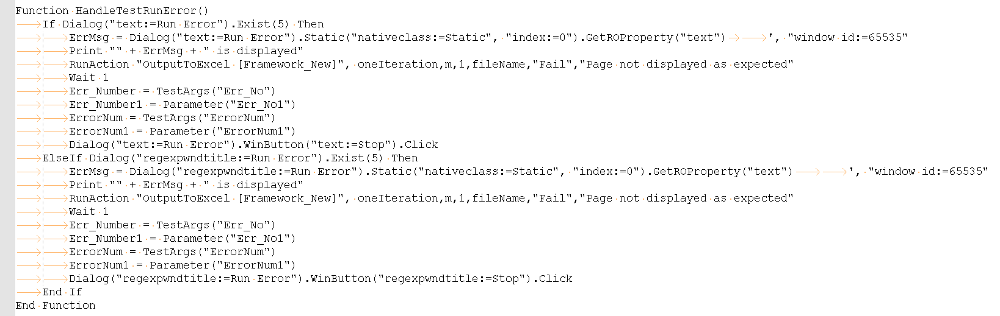 Function HandleTestRunError()
If Dialog("text:=Run Error").Exist(5) Then
ErrMsg = Dialog("text:=Run Error").Static("nativeclass:=Static", "index:=0").GetROProperty("text") ', "window id:=65535"
Print "" + ErrMsg + " is displayed"
RunAction "OutputToExcel [Framework_New]", oneIteration,m,1,fileName,"Fail","Page not displayed as expected"
Wait 1
Err_Number = TestArgs("Err_No")
Err_Number1 = Parameter("Err_No1")
ErrorNum = TestArgs("ErrorNum")
ErrorNum1 = Parameter("ErrorNum1")
Dialog("text:=Run Error").WinButton("text:=Stop").Click
ElseIf Dialog("regexpwndtitle:=Run Error").Exist(5) Then
ErrMsg = Dialog("regexpwndtitle:=Run Error").Static("nativeclass:=Static", "index:=0").GetROProperty("text") ', "window id:=65535"
Print "" + ErrMsg + " is displayed"
RunAction "OutputToExcel [Framework_New]", oneIteration,m,1,fileName,"Fail","Page not displayed as expected"
Wait 1
Err_Number = TestArgs("Err_No")
Err_Number1 = Parameter("Err_No1")
ErrorNum = TestArgs("ErrorNum")
ErrorNum1 = Parameter("ErrorNum1")
Dialog("regexpwndtitle:=Run Error").WinButton("regexpwndtitle:=Stop").Click
End If
End Function